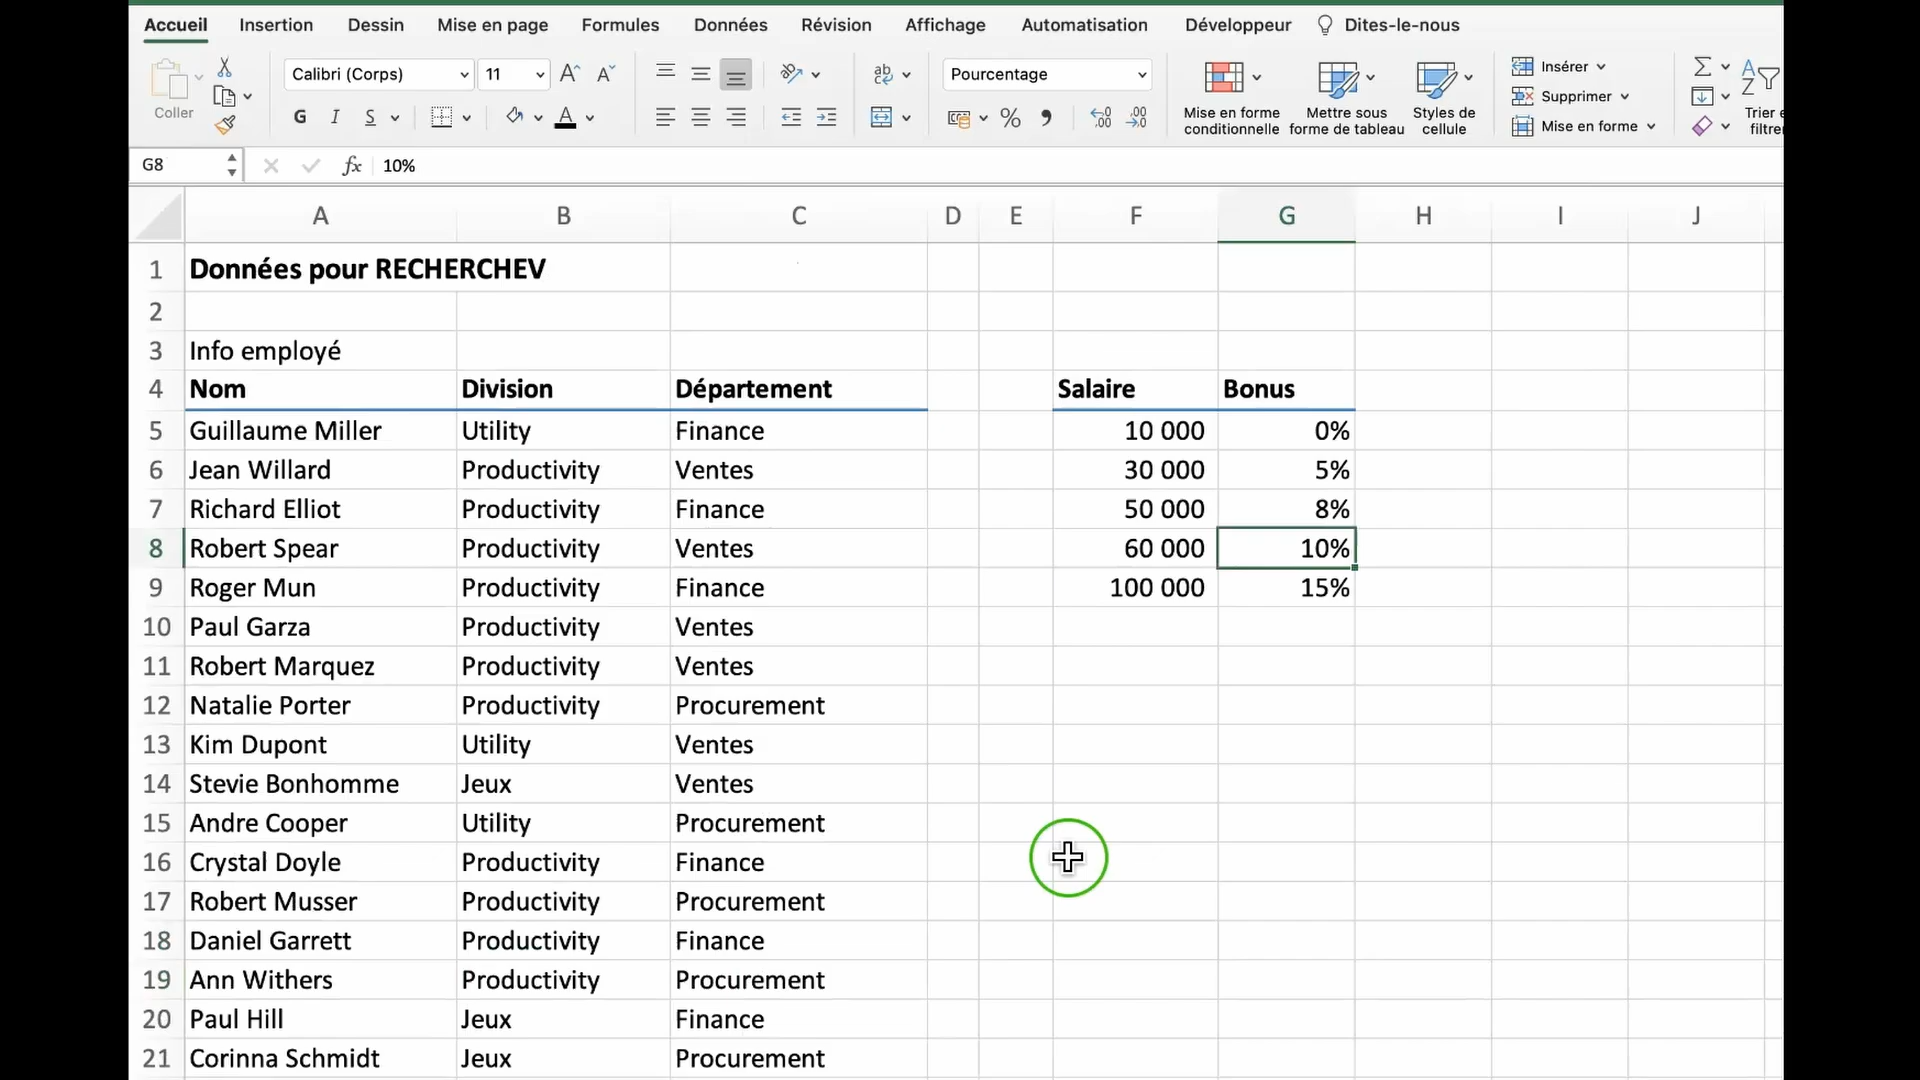 Accueil Insertion Dessin Mise en page Formules Données Révision Affichage Automatisation Développeur Dites-le-nous
Coller
Calibri (Corps) 11
G I S
Pourcentage
Mise en forme conditionnelle
Mettre sous forme de tableau
Styles de cellule
Insérer
Supprimer
Mise en forme
Trier e
filtre
G8 fx 10%
A B C D E F G H I J
1 Données pour RECHERCHEV
2
3 Info employé
4 Nom Division Département Salaire Bonus
5 Guillaume Miller Utility Finance 10 000 0%
6 Jean Willard Productivity Ventes 30 000 5%
7 Richard Elliot Productivity Finance 50 000 8%
8 Robert Spear Productivity Ventes 60 000 10%
9 Roger Mun Productivity Finance 100 000 15%
10 Paul Garza Productivity Ventes
11 Robert Marquez Productivity Ventes
12 Natalie Porter Productivity Procurement
13 Kim Dupont Utility Ventes
14 Stevie Bonhomme Jeux Ventes
15 Andre Cooper Utility Procurement
16 Crystal Doyle Productivity Finance
17 Robert Musser Productivity Procurement
18 Daniel Garrett Productivity Finance
19 Ann Withers Productivity Procurement
20 Paul Hill Jeux Finance
21 Corinna Schmidt Jeux Procurement